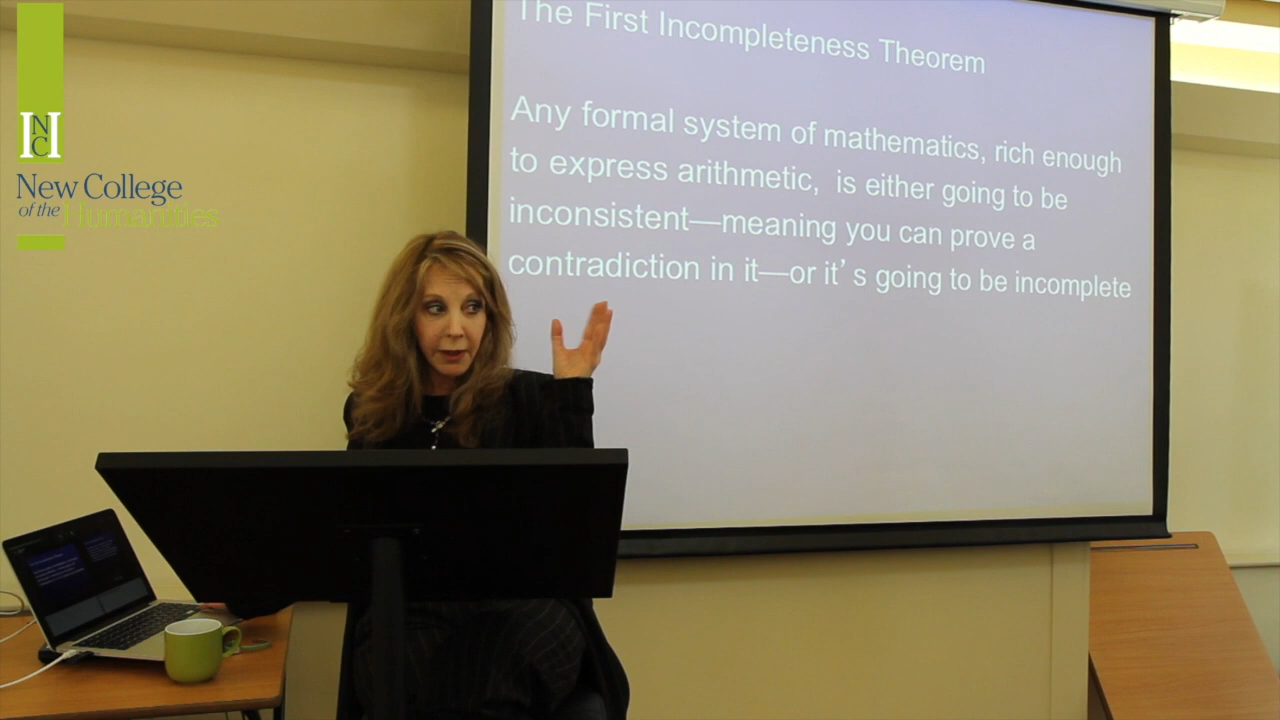 The First Incompleteness Theorem
Any formal system of mathematics, rich enough
to express arithmetic, is either going to be
inconsistent—meaning you can prove a
contradiction in it—or it's going to be incomplete
NCH
New College
of the Humanities